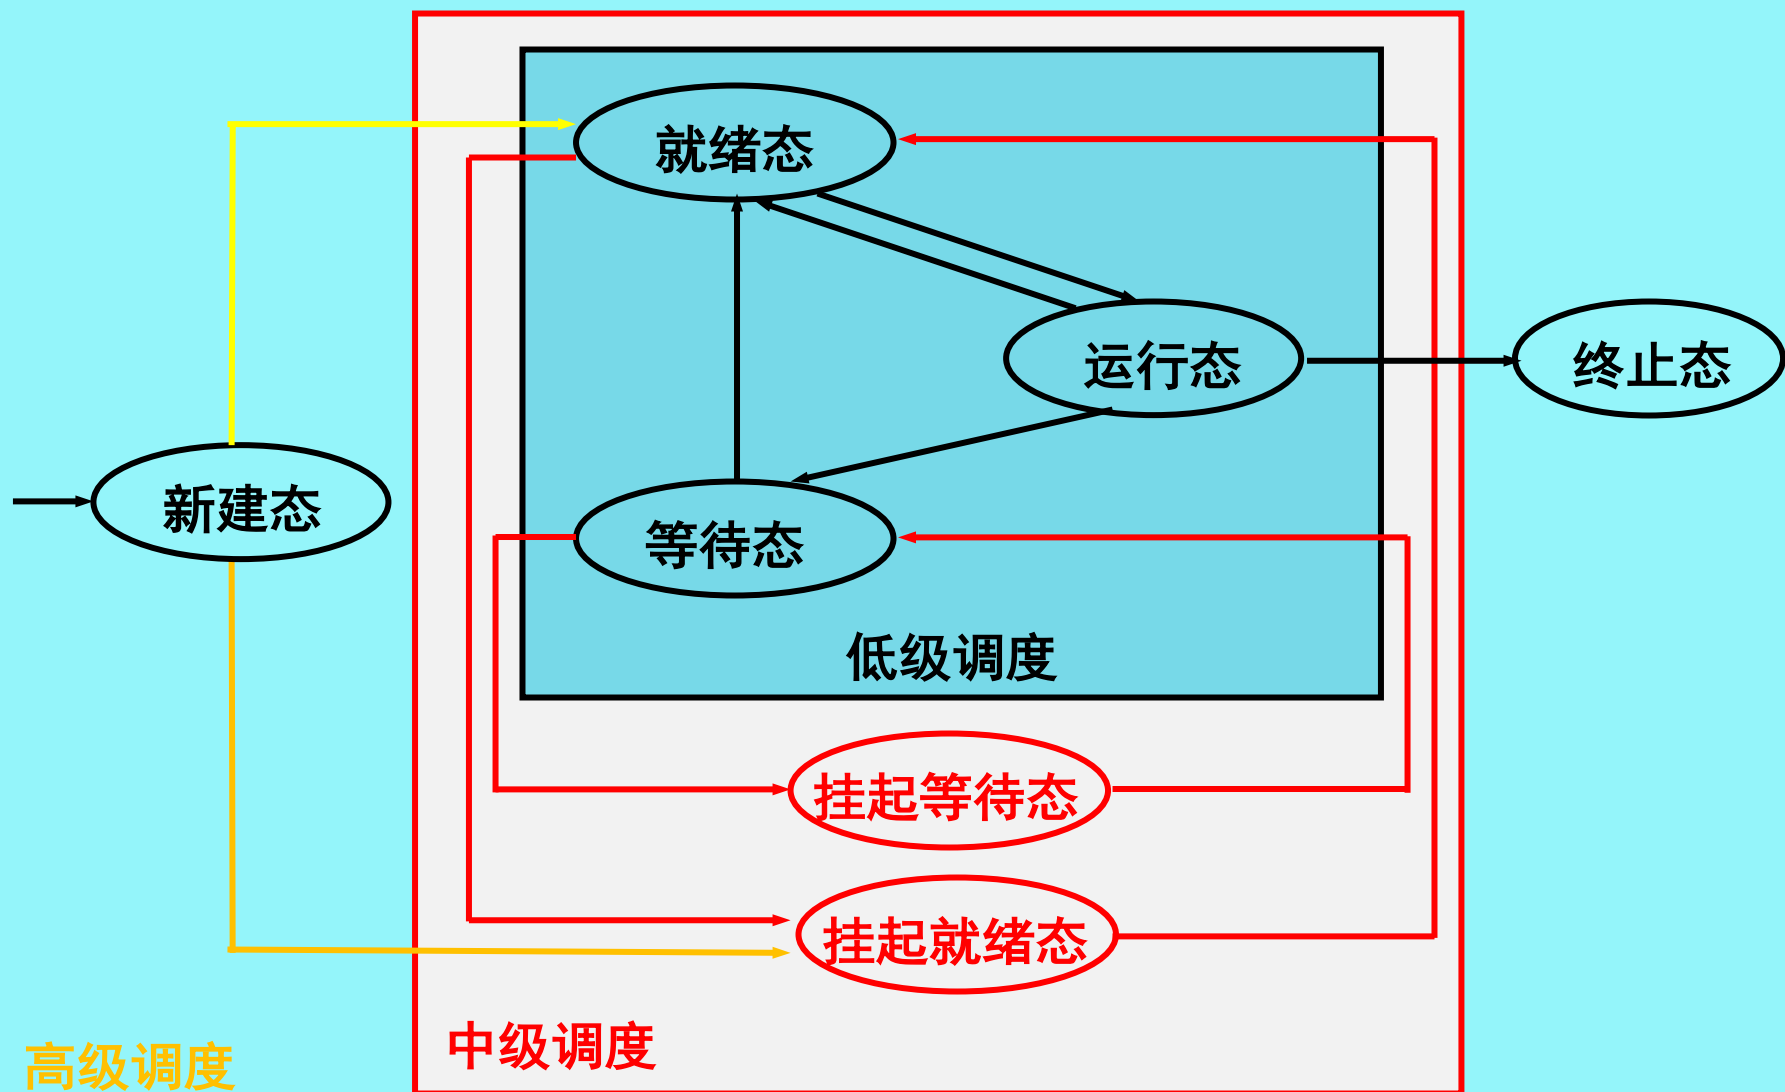 就绪态
运行态
终止态
新建态
等待态
低级调度
挂起等待态
挂起就绪态
中级调度
高级调度